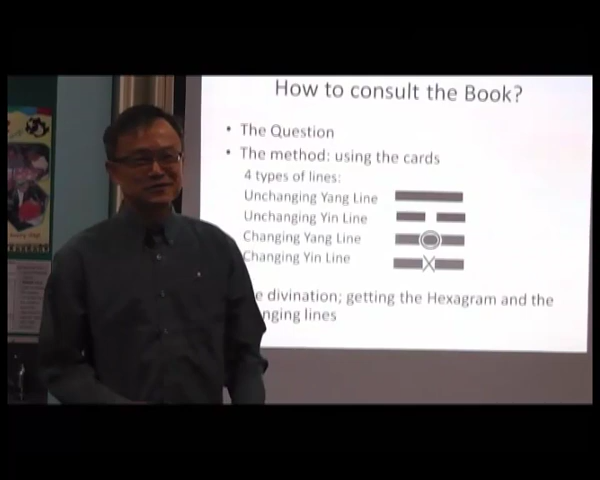 How to consult the Book?
• The Question
• The method: using the cards
4 types of lines:
Unchanging Yang Line
Unchanging Yin Line
Changing Yang Line
Changing Yin Line
e divination; getting the Hexagram and the
nging lines